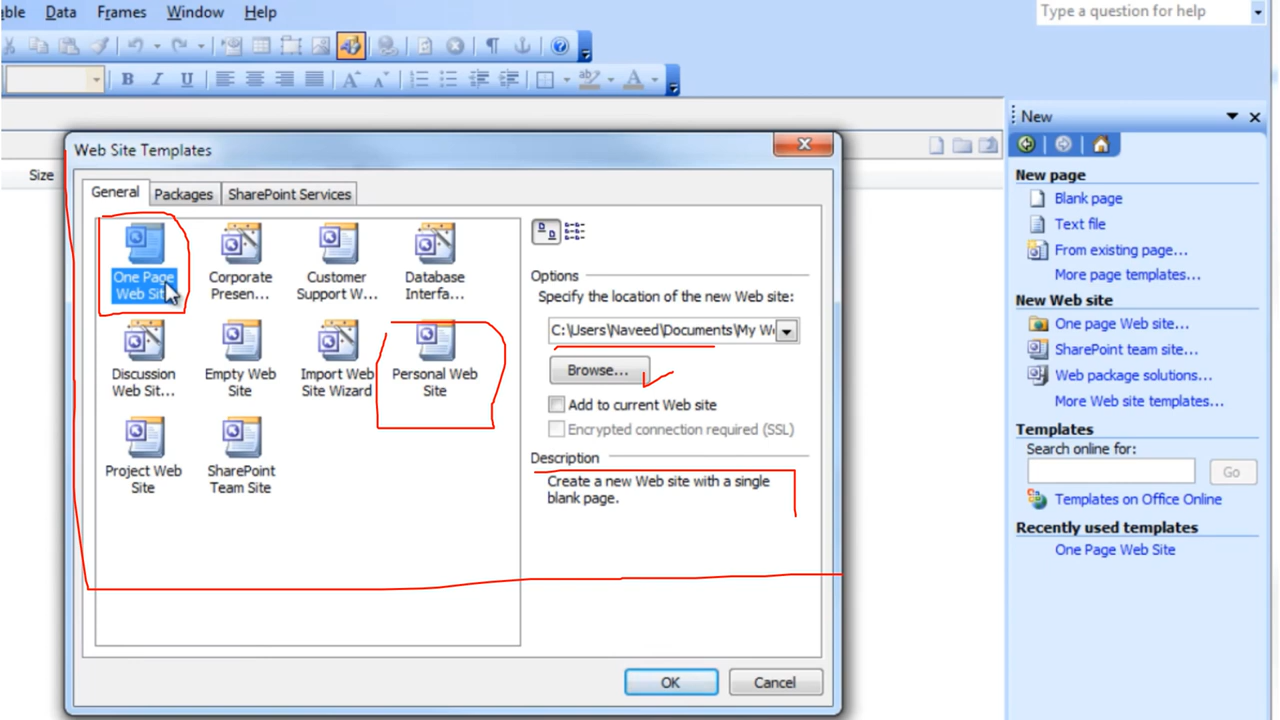 ble Data Frames Window Help
Type a question for help
B I U A A ab A
New
Web Site Templates
Size
General Packages SharePoint Services
New page
Blank page
Text file
From existing page...
More page templates...
One Page Web Sit
Corporate Presen...
Customer Support W...
Database Interfa...
Discussion Web Sit...
Empty Web Site
Import Web Site Wizard
Personal Web Site
Project Web Site
SharePoint Team Site
Options
Specify the location of the new Web site:
C:\Users\Naveed\Documents\My W
Browse...
Add to current Web site
Encrypted connection required (SSL)
Description
Create a new Web site with a single
blank page.
OK Cancel
New Web site
One page Web site...
SharePoint team site...
Web package solutions...
More Web site templates...
Templates
Search online for:
Go
Templates on Office Online
Recently used templates
One Page Web Site